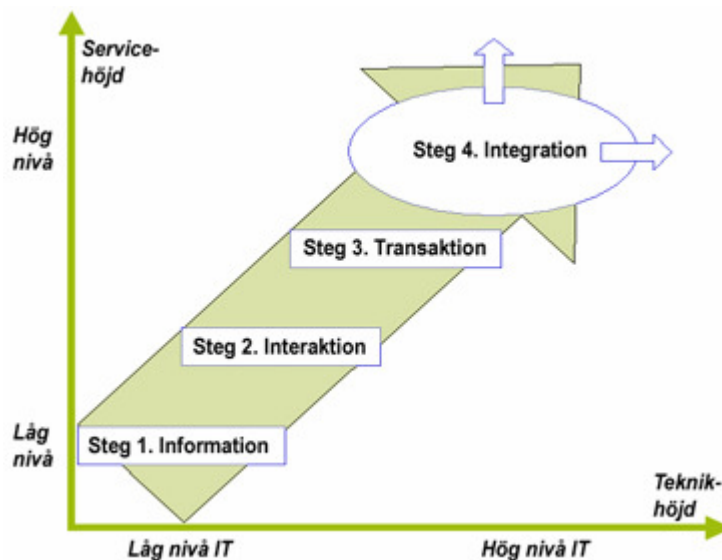 Service-
höjd
Hög
nivå
Steg 4. Integration
Steg 3. Transaktion
Steg 2. Interaktion
Låg
nivå
Steg 1. Information
Teknik-
höjd
Låg nivå IT
Hög nivå IT